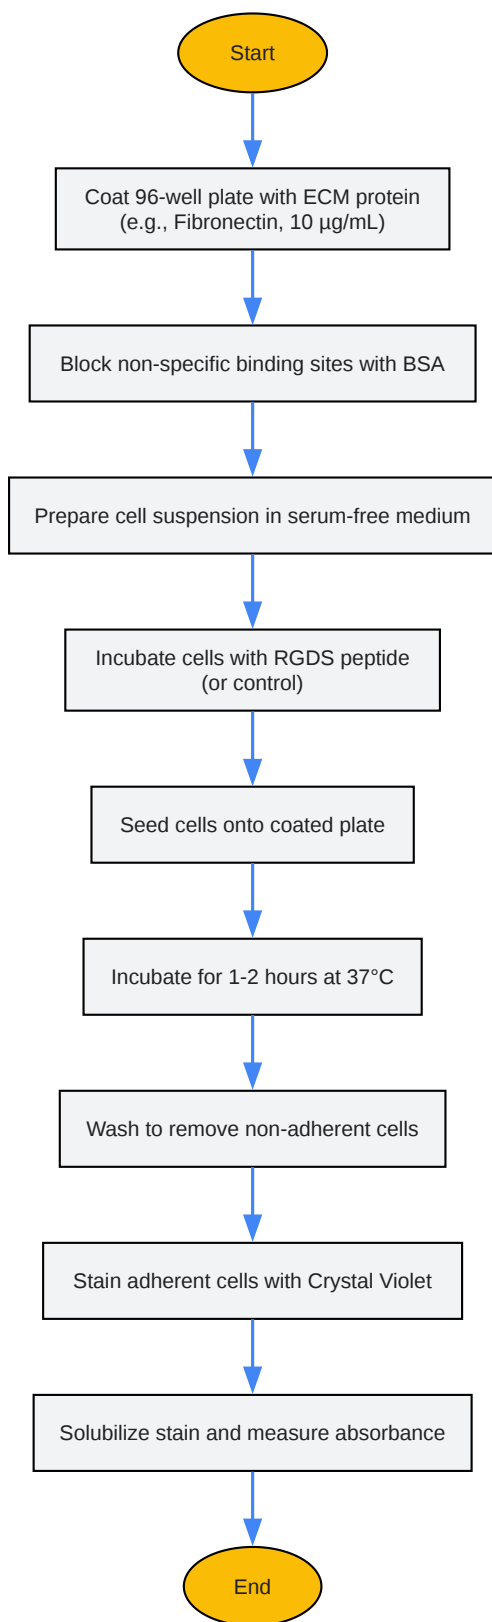 Start
Coat 96-well plate with ECM protein
(e.g., Fibronectin, 10 µg/mL)
Block non-specific binding sites with BSA
Prepare cell suspension in serum-free medium
Incubate cells with RGDS peptide
(or control)
Seed cells onto coated plate
Incubate for 1-2 hours at 37°C
Wash to remove non-adherent cells
Stain adherent cells with Crystal Violet
Solubilize stain and measure absorbance
End